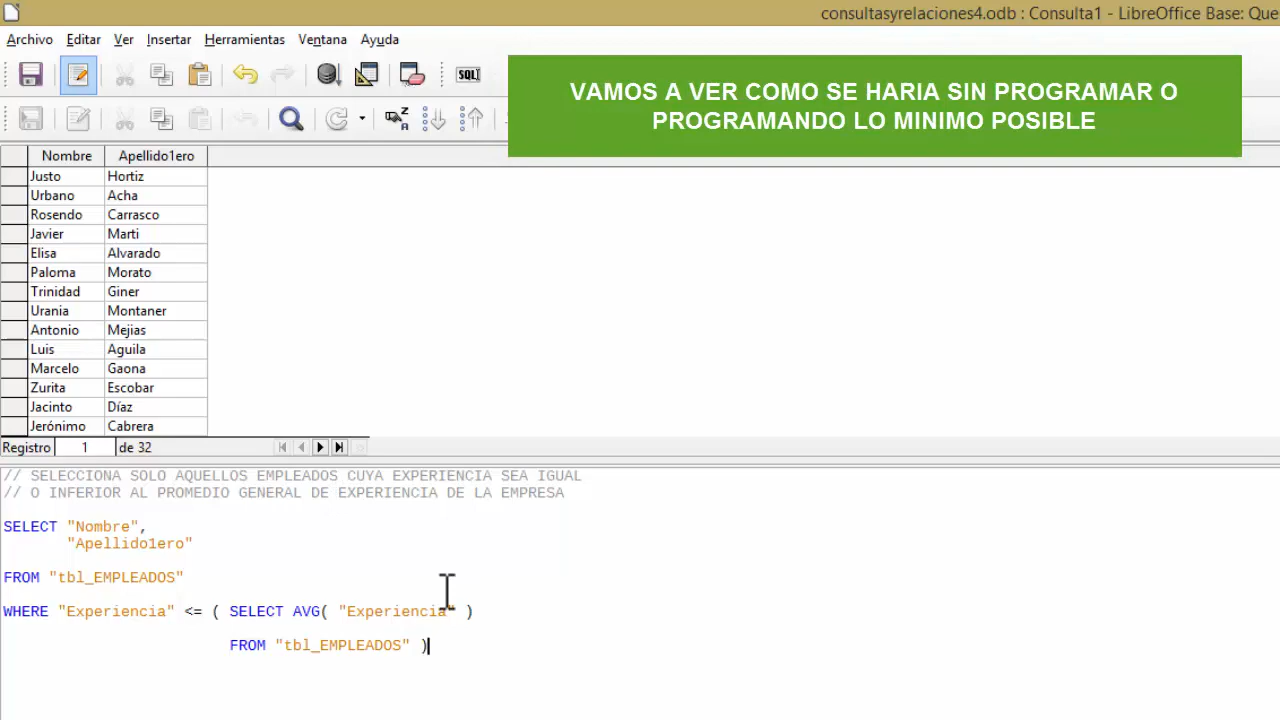 consultasyrelaciones4.odb : Consulta1 - LibreOffice Base: Que
Archivo Editar Ver Insertar Herramientas Ventana Ayuda
SQL
VAMOS A VER COMO SE HARIA SIN PROGRAMAR O
PROGRAMANDO LO MINIMO POSIBLE
Nombre Apellido1ero
Justo Hortiz
Urbano Acha
Rosendo Carrasco
Javier Marti
Elisa Alvarado
Paloma Morato
Trinidad Giner
Urania Montaner
Antonio Mejias
Luis Aguila
Marcelo Gaona
Zurita Escobar
Jacinto Díaz
Jerónimo Cabrera
Registro 1 de 32
// SELECCIONA SOLO AQUELLOS EMPLEADOS CUYA EXPERIENCIA SEA IGUAL
// O INFERIOR AL PROMEDIO GENERAL DE EXPERIENCIA DE LA EMPRESA
SELECT "Nombre",
"Apellido1ero"
FROM "tbl_EMPLEADOS"
WHERE "Experiencia" <= ( SELECT AVG( "Experiencia" )
FROM "tbl_EMPLEADOS" )